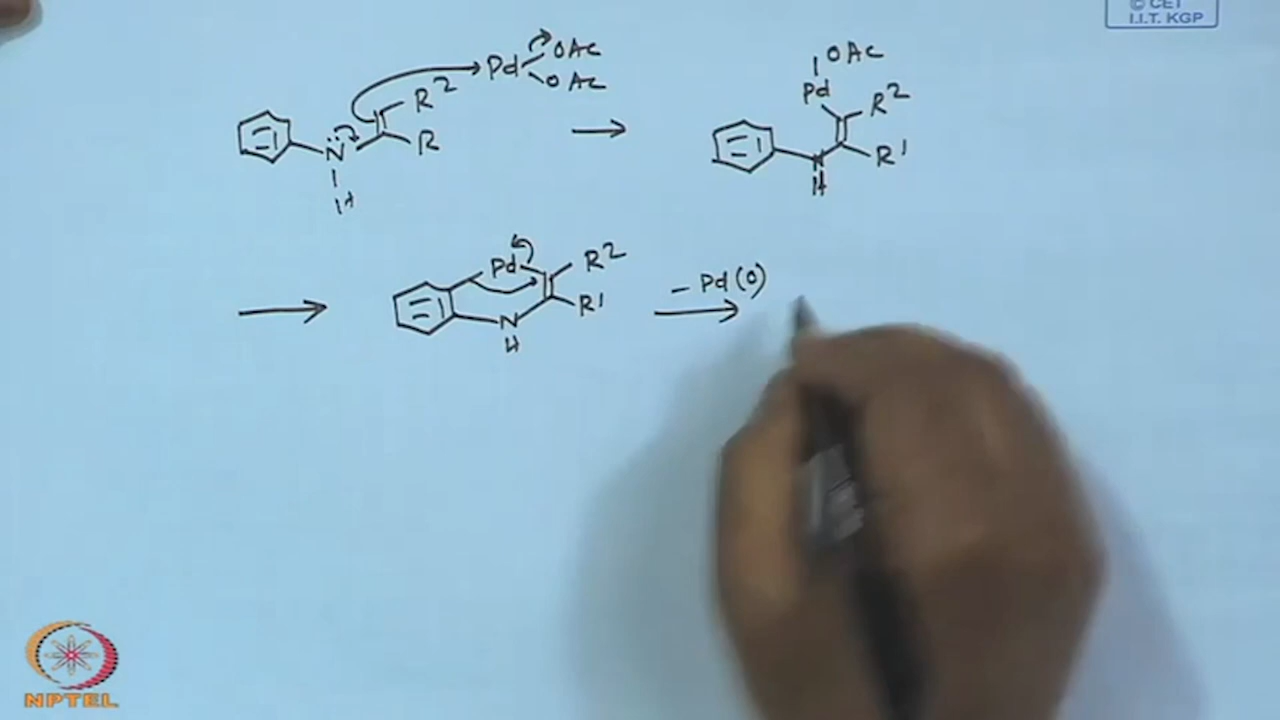 © CET
I.I.T. KGP
Pd OAc
OAc
R2
R
N
H
OAc
Pd
R2
R1
N
H
Pd
R2
R1
N
H
- Pd(0)
NPTEL